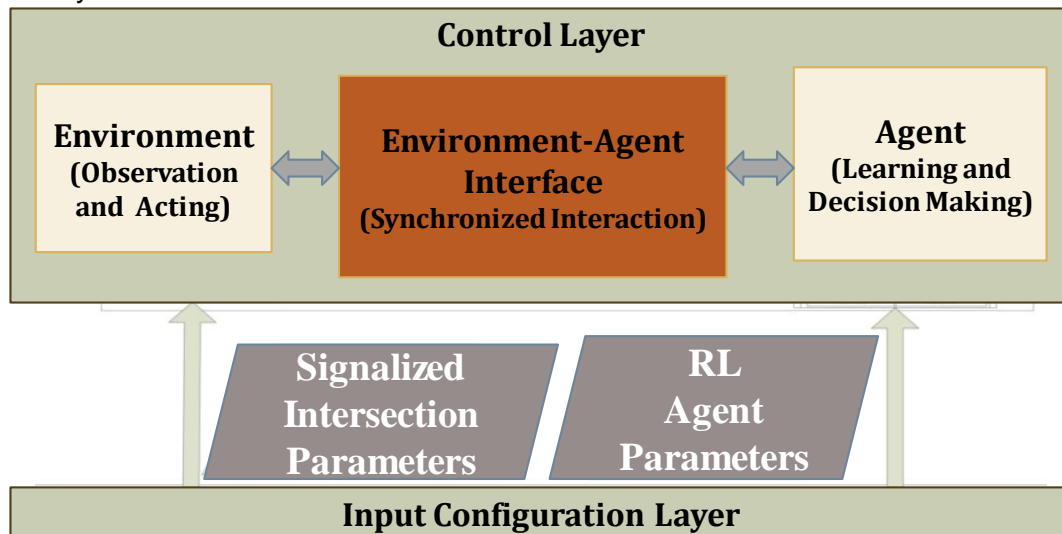 Control Layer
Environment
(Observation
and Acting)
Environment-Agent
Interface
(Synchronized Interaction)
Agent
(Learning and
Decision Making)
Signalized
Intersection
Parameters
RL
Agent
Parameters
Input Configuration Layer